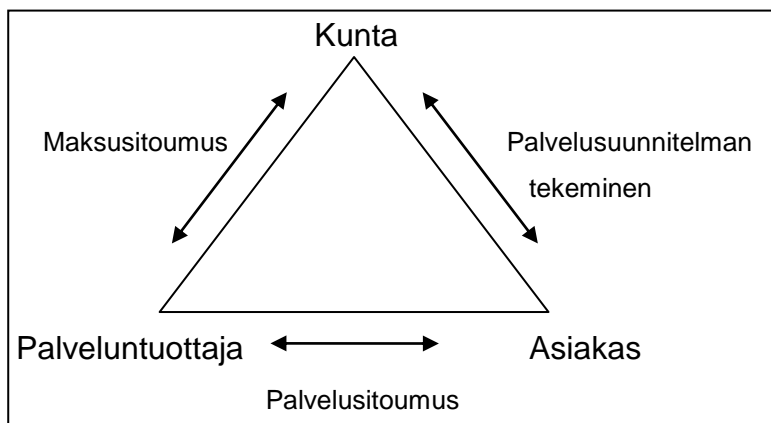 Kunta
Maksusitoumus
Palvelusuunnitelman
tekeminen
Palveluntuottaja
Asiakas
Palvelusitoumus